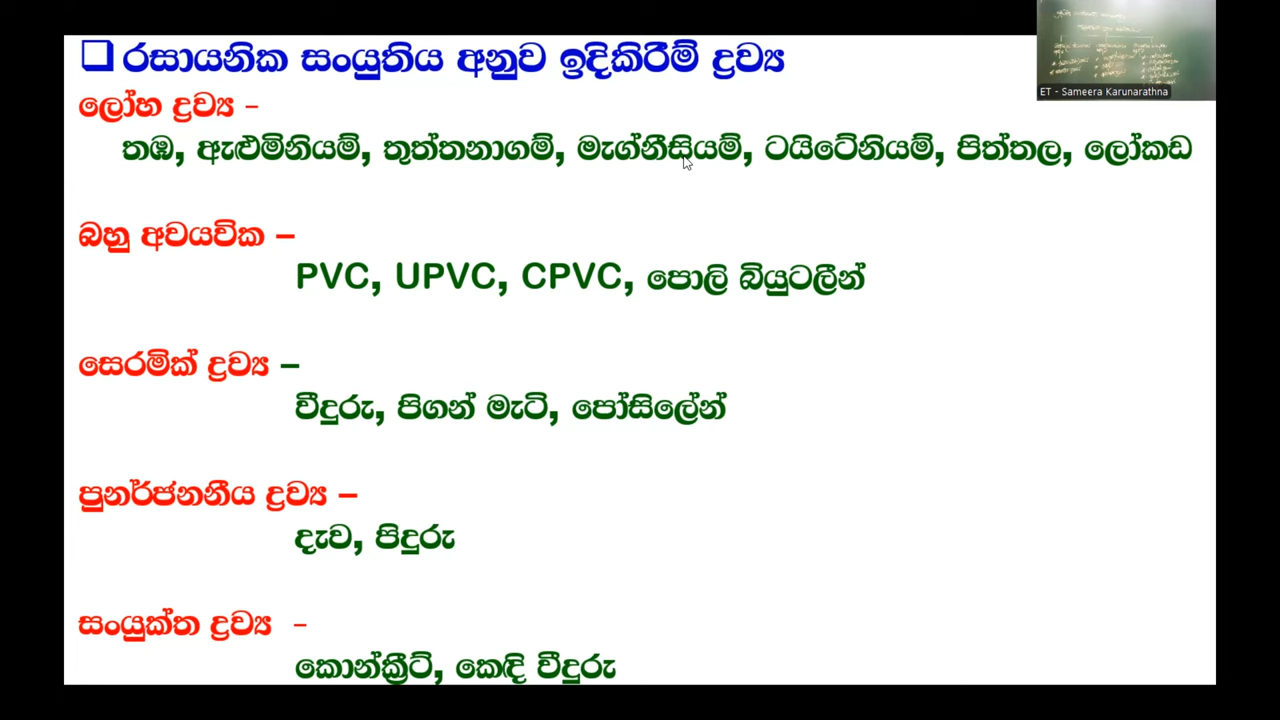 ❑ රසායනික සංයුතිය අනුව ඉදිකිරීම් ද්‍රව්‍ය
ET - Sameera Karunarathna
ලෝහ ද්‍රව්‍ය -
තඹ, ඇළුමිනියම්, තුත්තනාගම්, මැග්නීසියම්, ටයිටේනියම්, පිත්තල, ලෝකඩ
බහු අවයවික –
PVC, UPVC, CPVC, පොලි බියුටලීන්
සෙරමික් ද්‍රව්‍ය –
වීදුරු, පිගන් මැටි, පෝසිලේන්
පුනර්ජනනීය ද්‍රව්‍ය –
දැව, පිදුරු
සංයුක්ත ද්‍රව්‍ය -
කොන්ක්‍රීට්, කෙඳි වීදුරු